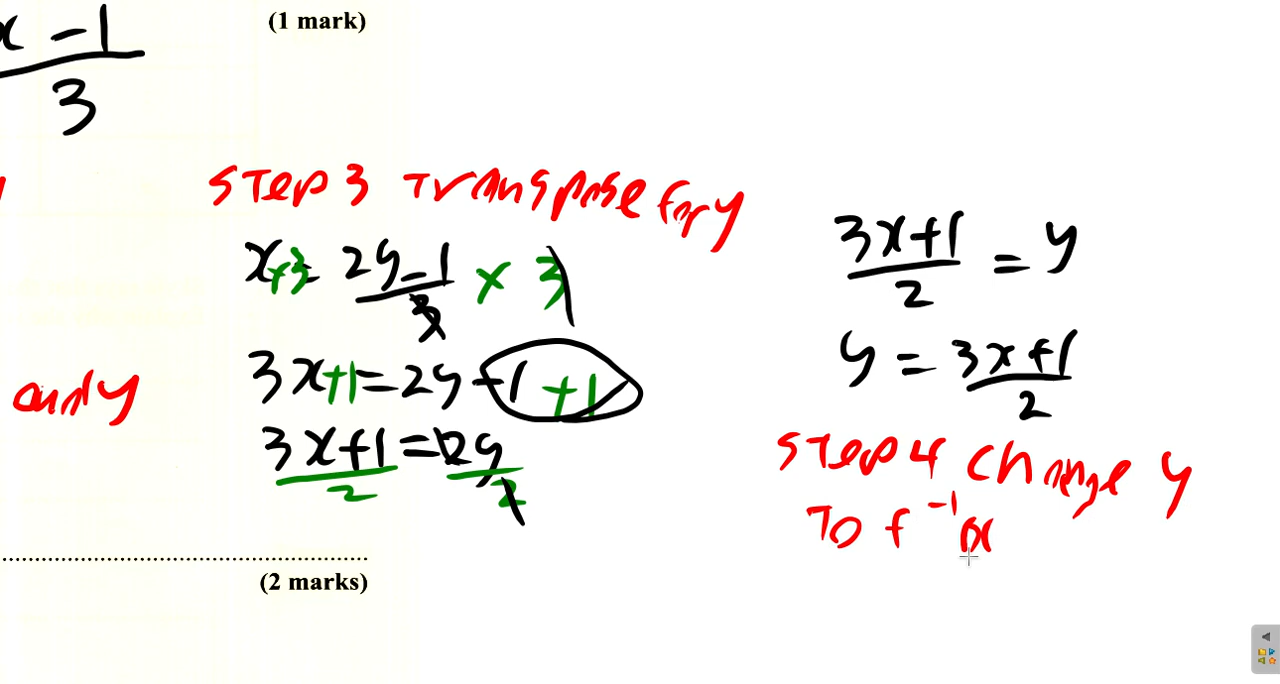 (1 mark)
x - 1
3
STEP 3 Transpose for y
x×3 = 2y-1 × 3
3
3x+1=2y-1 +1
3x+1=2y
2 2
and y
(2 marks)
3x+1 = y
2
y = 3x+1
2
STEP 4 change y
To f⁻¹(x